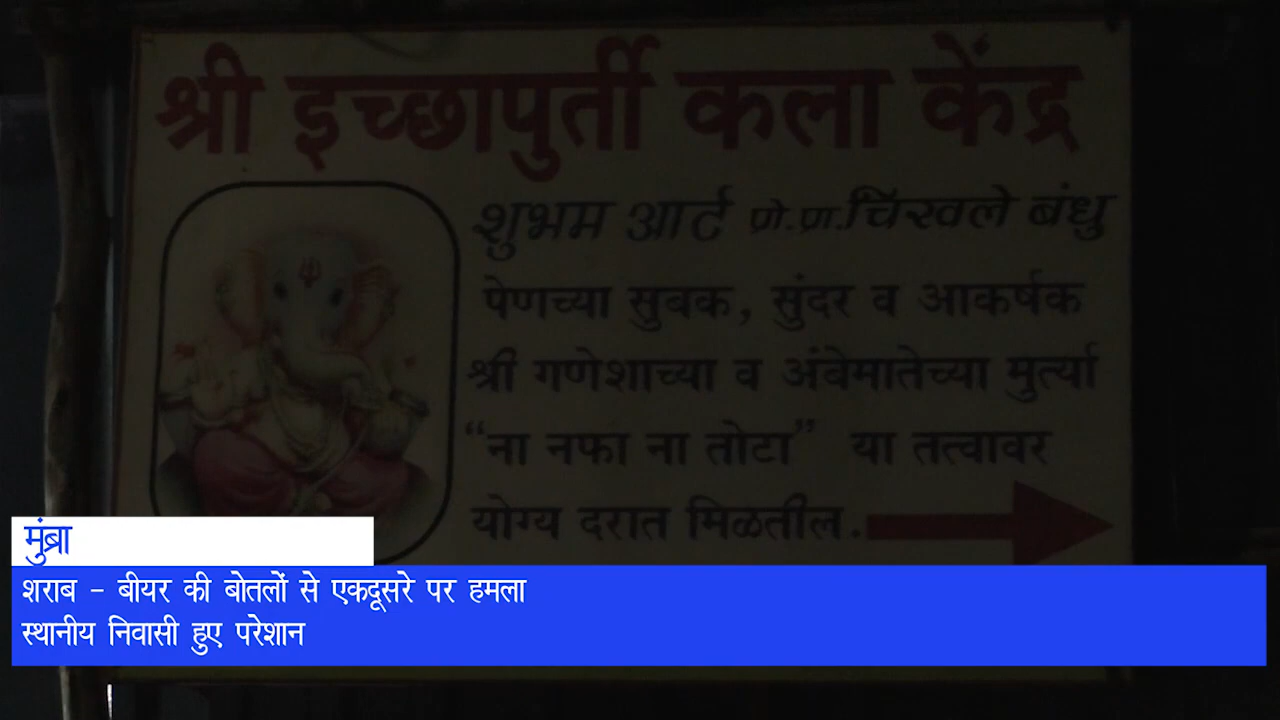 श्री इच्छापुर्ती कला केंद्र
शुभम आर्ट प्रो.प्रा.चिरवले बंधु
पेणच्या सुबक, सुंदर व आकर्षक
श्री गणेशाच्या व अंबेमातेच्या मुर्त्या
“ना नफा ना तोटा” या तत्वावर
योग्य दरात मिळतील.
मुंब्रा
शराब - बीयर की बोतलों से एकदूसरे पर हमला
स्थानीय निवासी हुए परेशान